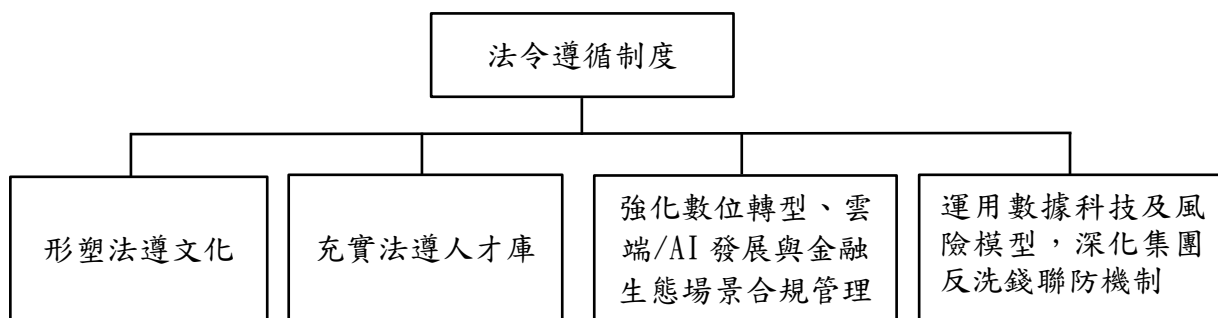 法令遵循制度
形塑法遵文化
充實法遵人才庫
強化數位轉型、雲
端/AI 發展與金融
生態場景合規管理
運用數據科技及風
險模型，深化集團
反洗錢聯防機制